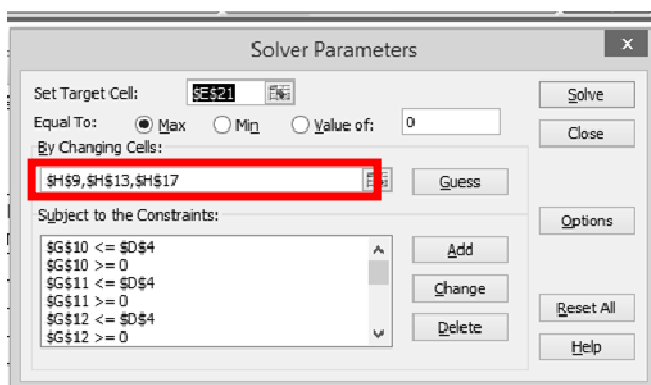 Solver Parameters
x
Set Target Cell: $E$21 Solve
Equal To: Max Min Value of: 0 Close
By Changing Cells:
$H$9,$H$13,$H$17 Guess
Subject to the Constraints: Options
$G$10 <= $D$4 Add
$G$10 >= 0
$G$11 <= $D$4 Change
$G$11 >= 0 Reset All
$G$12 <= $D$4 Delete
$G$12 >= 0 Help